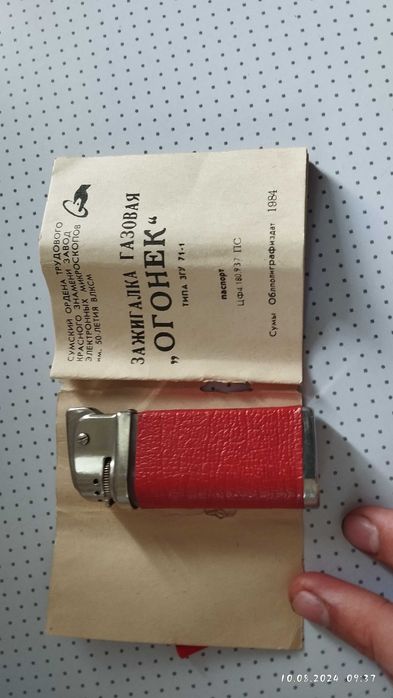 СУМСКИЙ ОРДЕНА ТРУДОВОГО
КРАСНОГО ЗНАМЕНИ ЗАВОД
ЭЛЕКТРОННЫХ МИКРОСКОПОВ
им. 50-ЛЕТИЯ ВЛКСМ
ЗАЖИГАЛКА ГАЗОВАЯ
„ОГОНЕК“
ТИПА ЗГУ 71-1
паспорт
ЦФ4.180.937 ПС
Сумы Облполиграфиздат 1984
10.08.2024 09:37